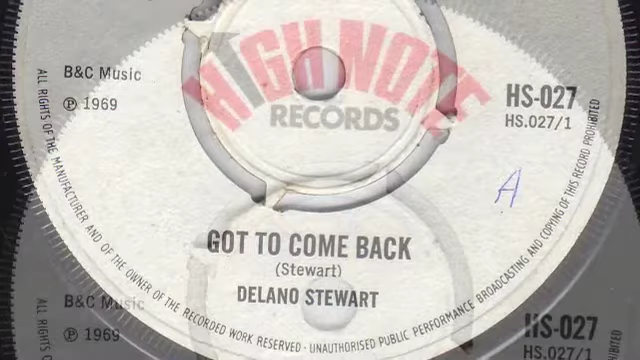 HIGH NOTE
RECORDS
B&C Music
℗ 1969
HS-027
HS.027/1
A
GOT TO COME BACK
(Stewart)
DELANO STEWART
ALL RIGHTS OF THE MANUFACTURER AND OF THE OWNER OF THE RECORDED WORK RESERVED · UNAUTHORISED PUBLIC PERFORMANCE BROADCASTING AND COPYING OF THIS RECORD PROHIBITED
B&C Music
℗ 1969
HS-027
HS.027/1
ALL RIGHTS